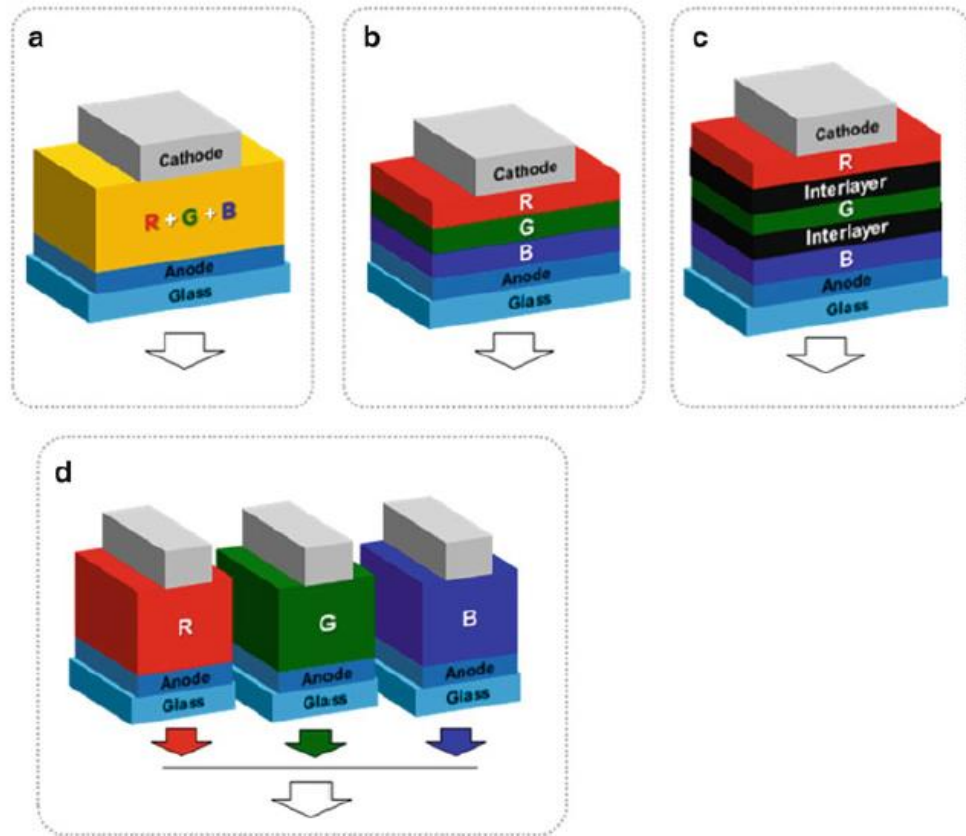 a
Cathode
R + G + B
Anode
Glass
b
Cathode
R
G
B
Anode
Glass
c
Cathode
R
Interlayer
G
Interlayer
B
Anode
Glass
d
R
Anode
Glass
G
Anode
Glass
B
Anode
Glass